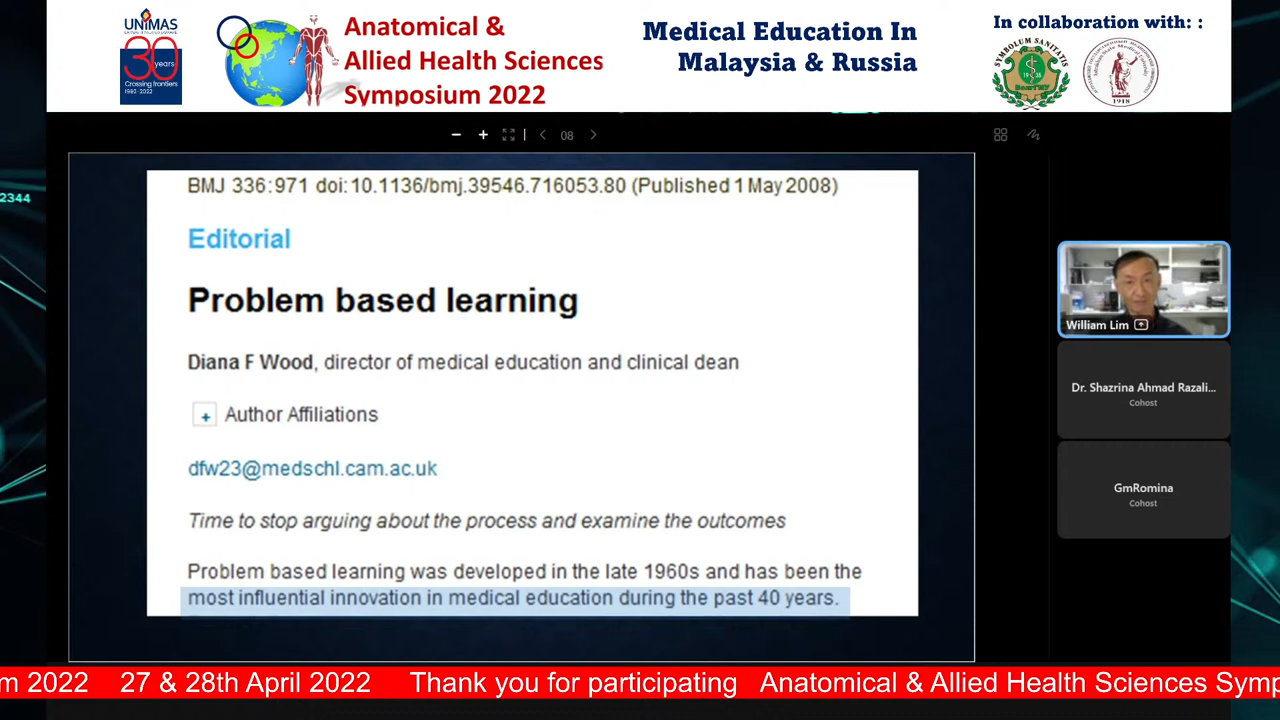 UNIMAS
30
years
Crossing frontiers
1992-2022
Anatomical &
Allied Health Sciences
Symposium 2022
Medical Education In
Malaysia & Russia
In collaboration with: :
SYMBOLUM SANITATIS
1918
2344
08
BMJ 336:971 doi:10.1136/bmj.39546.716053.80 (Published 1 May 2008)
Editorial
Problem based learning
Diana F Wood, director of medical education and clinical dean
+ Author Affiliations
dfw23@medschl.cam.ac.uk
Time to stop arguing about the process and examine the outcomes
Problem based learning was developed in the late 1960s and has been the
most influential innovation in medical education during the past 40 years.
William Lim
Dr. Shazrina Ahmad Razali...
Cohost
GmRomina
Cohost
m 2022 27 & 28th April 2022 Thank you for participating Anatomical & Allied Health Sciences Symp